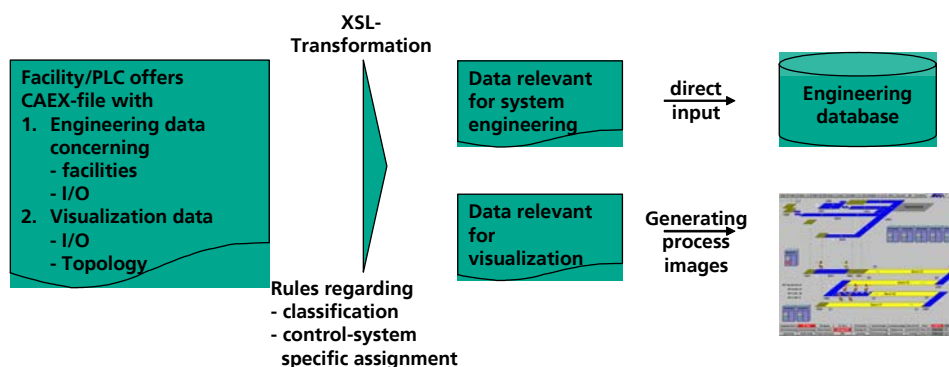 XSL-
Transformation
Facility/PLC offers
CAEX-file with
1. Engineering data
concerning
- facilities
- I/O
2. Visualization data
- I/O
- Topology
Rules regarding
- classification
- control-system
specific assignment
Data relevant
for system
engineering
direct
input
Engineering
database
Data relevant
for
visualization
Generating
process
images